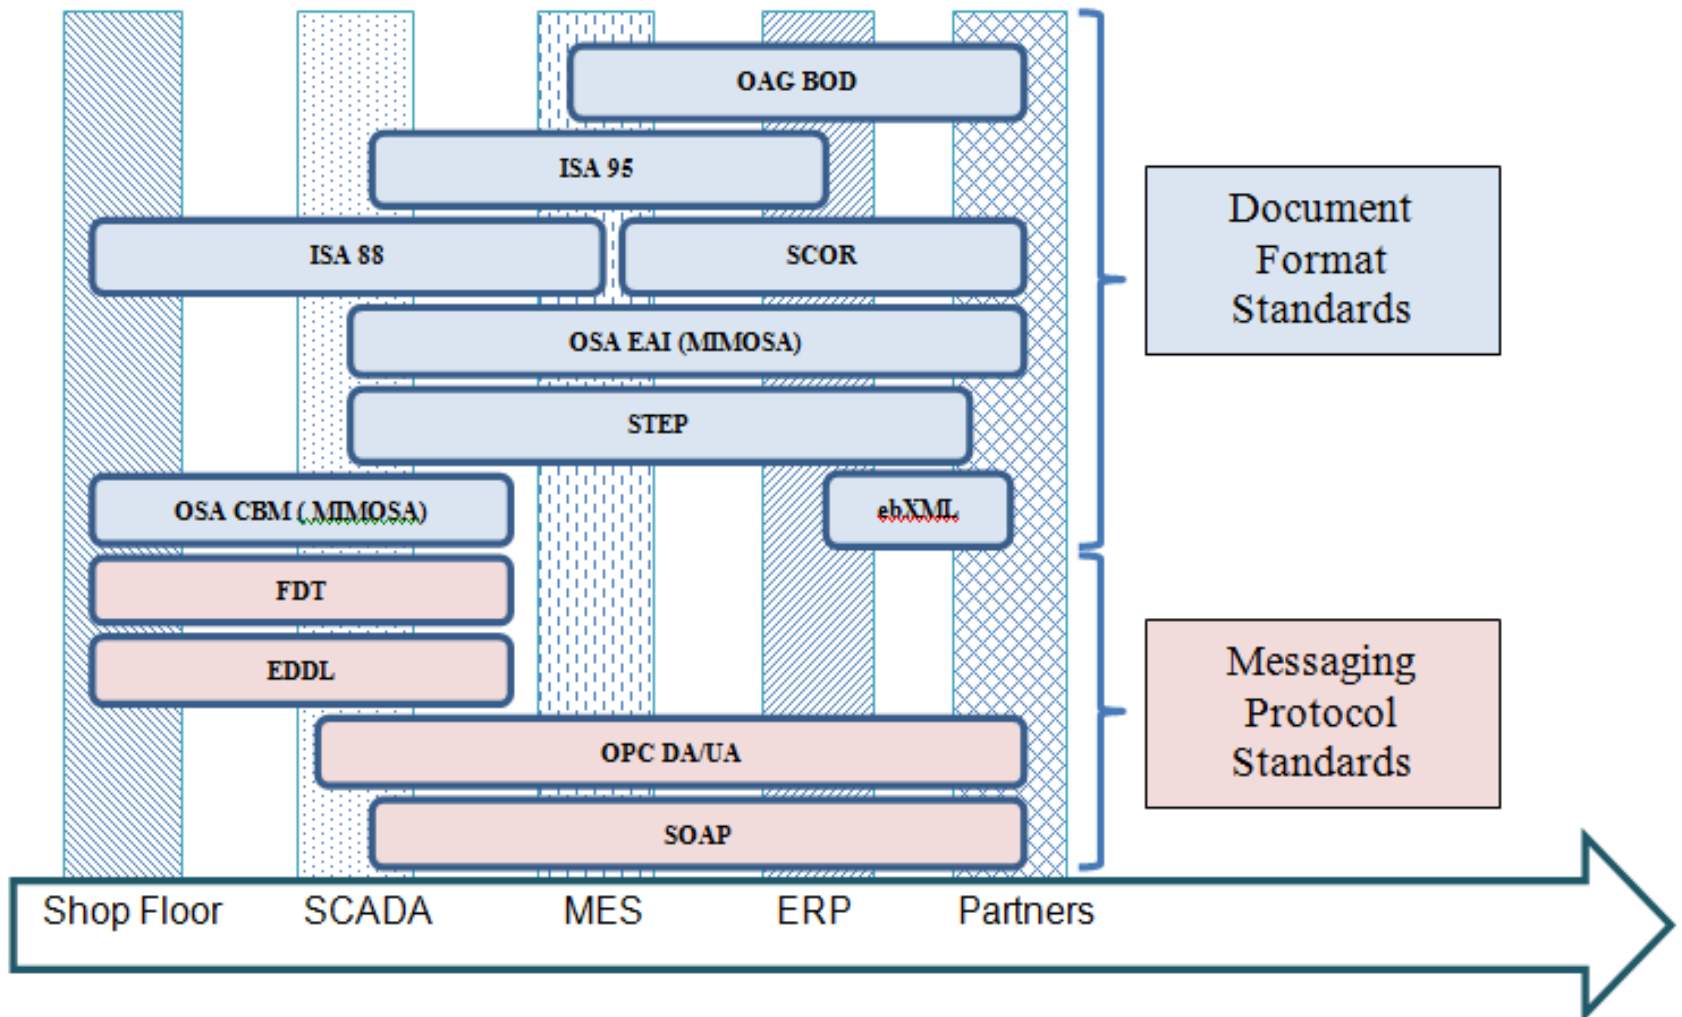 OAG BOD
ISA 95
ISA 88
SCOR
OSA EAI (MIMOSA)
STEP
OSA CBM ( MIMOSA)
ebXML
FDT
EDDL
OPC DA/UA
SOAP
Document
Format
Standards
Messaging
Protocol
Standards
Shop Floor
SCADA
MES
ERP
Partners